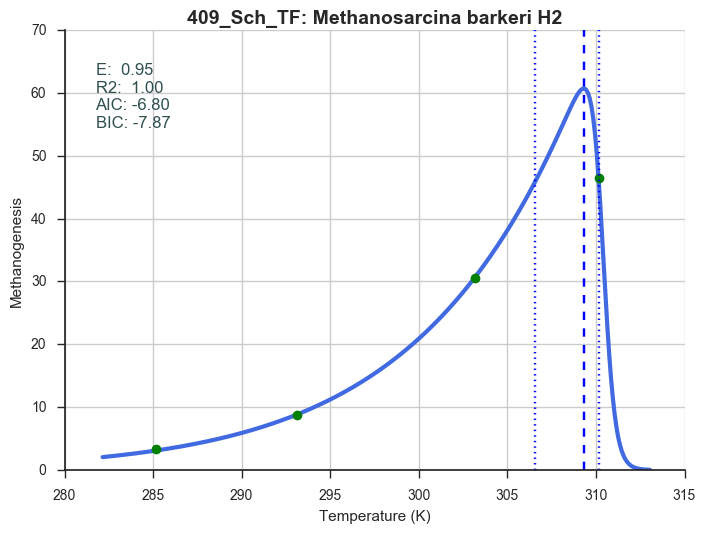 409_Sch_TF: Methanosarcina barkeri H2
E:  0.95
R2:  1.00
AIC: -6.80
BIC: -7.87
70
60
50
40
30
20
10
0
Methanogenesis
280 285 290 295 300 305 310 315
Temperature (K)